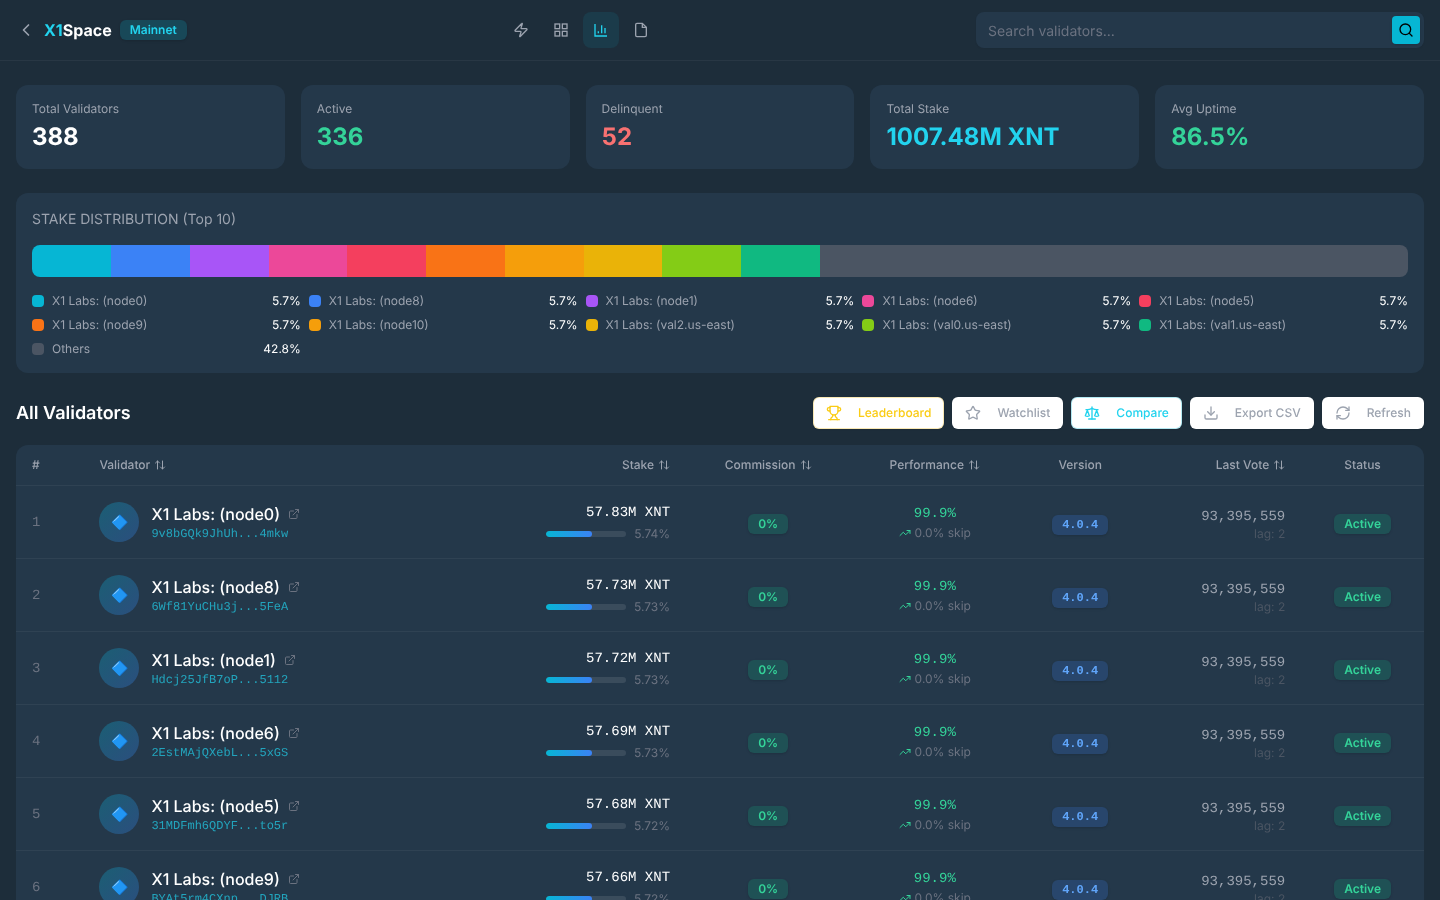 X1Space Mainnet
Search validators...
Total Validators
388
Active
336
Delinquent
52
Total Stake
1007.48M XNT
Avg Uptime
86.5%
STAKE DISTRIBUTION (Top 10)
X1 Labs: (node0) 5.7% X1 Labs: (node8) 5.7% X1 Labs: (node1) 5.7% X1 Labs: (node6) 5.7% X1 Labs: (node5) 5.7%
X1 Labs: (node9) 5.7% X1 Labs: (node10) 5.7% X1 Labs: (val2.us-east) 5.7% X1 Labs: (val0.us-east) 5.7% X1 Labs: (val1.us-east) 5.7%
Others 42.8%
All Validators Leaderboard Watchlist Compare Export CSV Refresh
# Validator Stake Commission Performance Version Last Vote Status
1 X1 Labs: (node0) 57.83M XNT 0% 99.9% 4.0.4 93,395,559 Active
9v8bGQk9JhUh...4mkw 5.74% 0.0% skip lag: 2
2 X1 Labs: (node8) 57.73M XNT 0% 99.9% 4.0.4 93,395,559 Active
6Wf81YuCHu3j...5FeA 5.73% 0.0% skip lag: 2
3 X1 Labs: (node1) 57.72M XNT 0% 99.9% 4.0.4 93,395,559 Active
Hdcj25JfB7oP...5112 5.73% 0.0% skip lag: 2
4 X1 Labs: (node6) 57.69M XNT 0% 99.9% 4.0.4 93,395,559 Active
2EstMAjQXebL...5xGS 5.73% 0.0% skip lag: 2
5 X1 Labs: (node5) 57.68M XNT 0% 99.9% 4.0.4 93,395,559 Active
31MDFmh6QDYF...to5r 5.72% 0.0% skip lag: 2
6 X1 Labs: (node9) 57.66M XNT 0% 99.9% 4.0.4 93,395,559 Active
5.72% 0.0% skip lag: 2